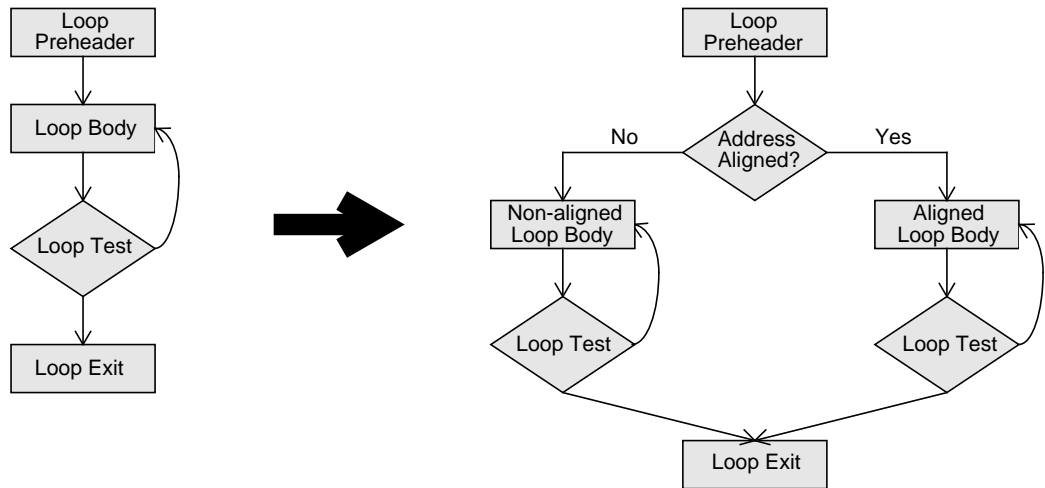 Loop
Preheader
Loop Body
Loop Test
Loop Exit
Loop
Preheader
Address
Aligned?
No
Yes
Non-aligned
Loop Body
Aligned
Loop Body
Loop Test
Loop Test
Loop Exit